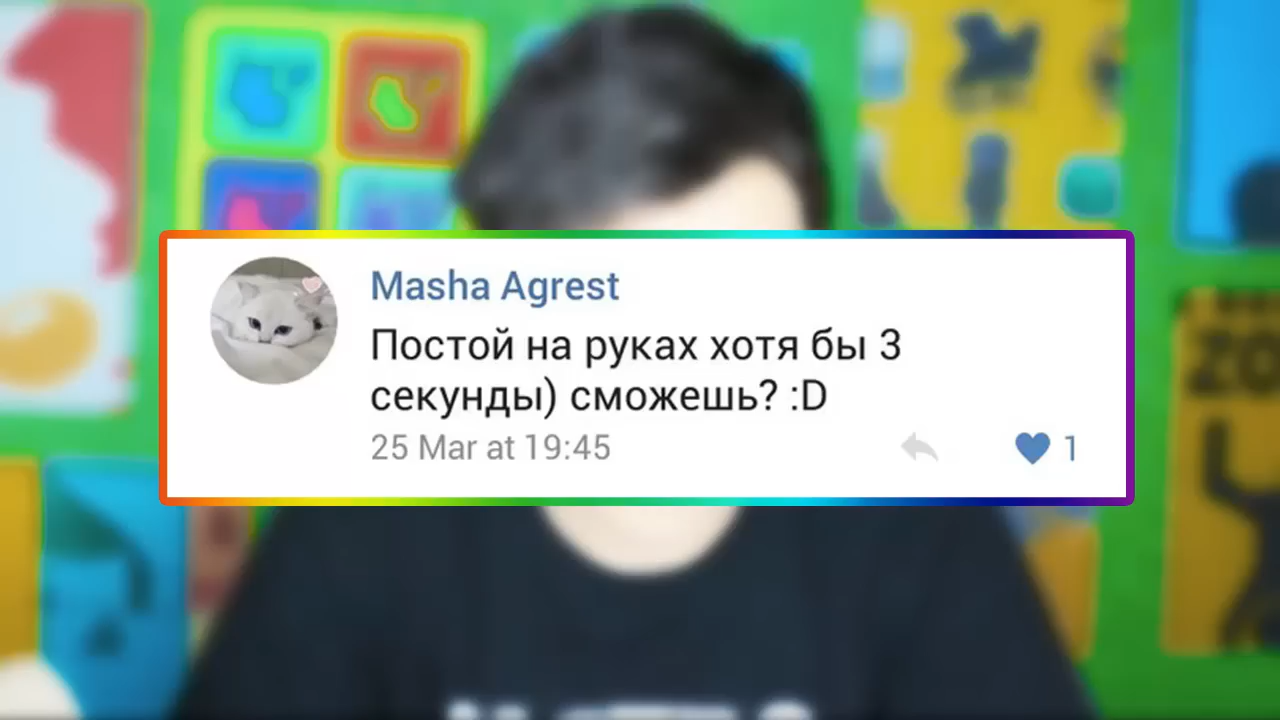 Masha Agrest
Постой на руках хотя бы 3
секунды) сможешь? :D
25 Mar at 19:45
1